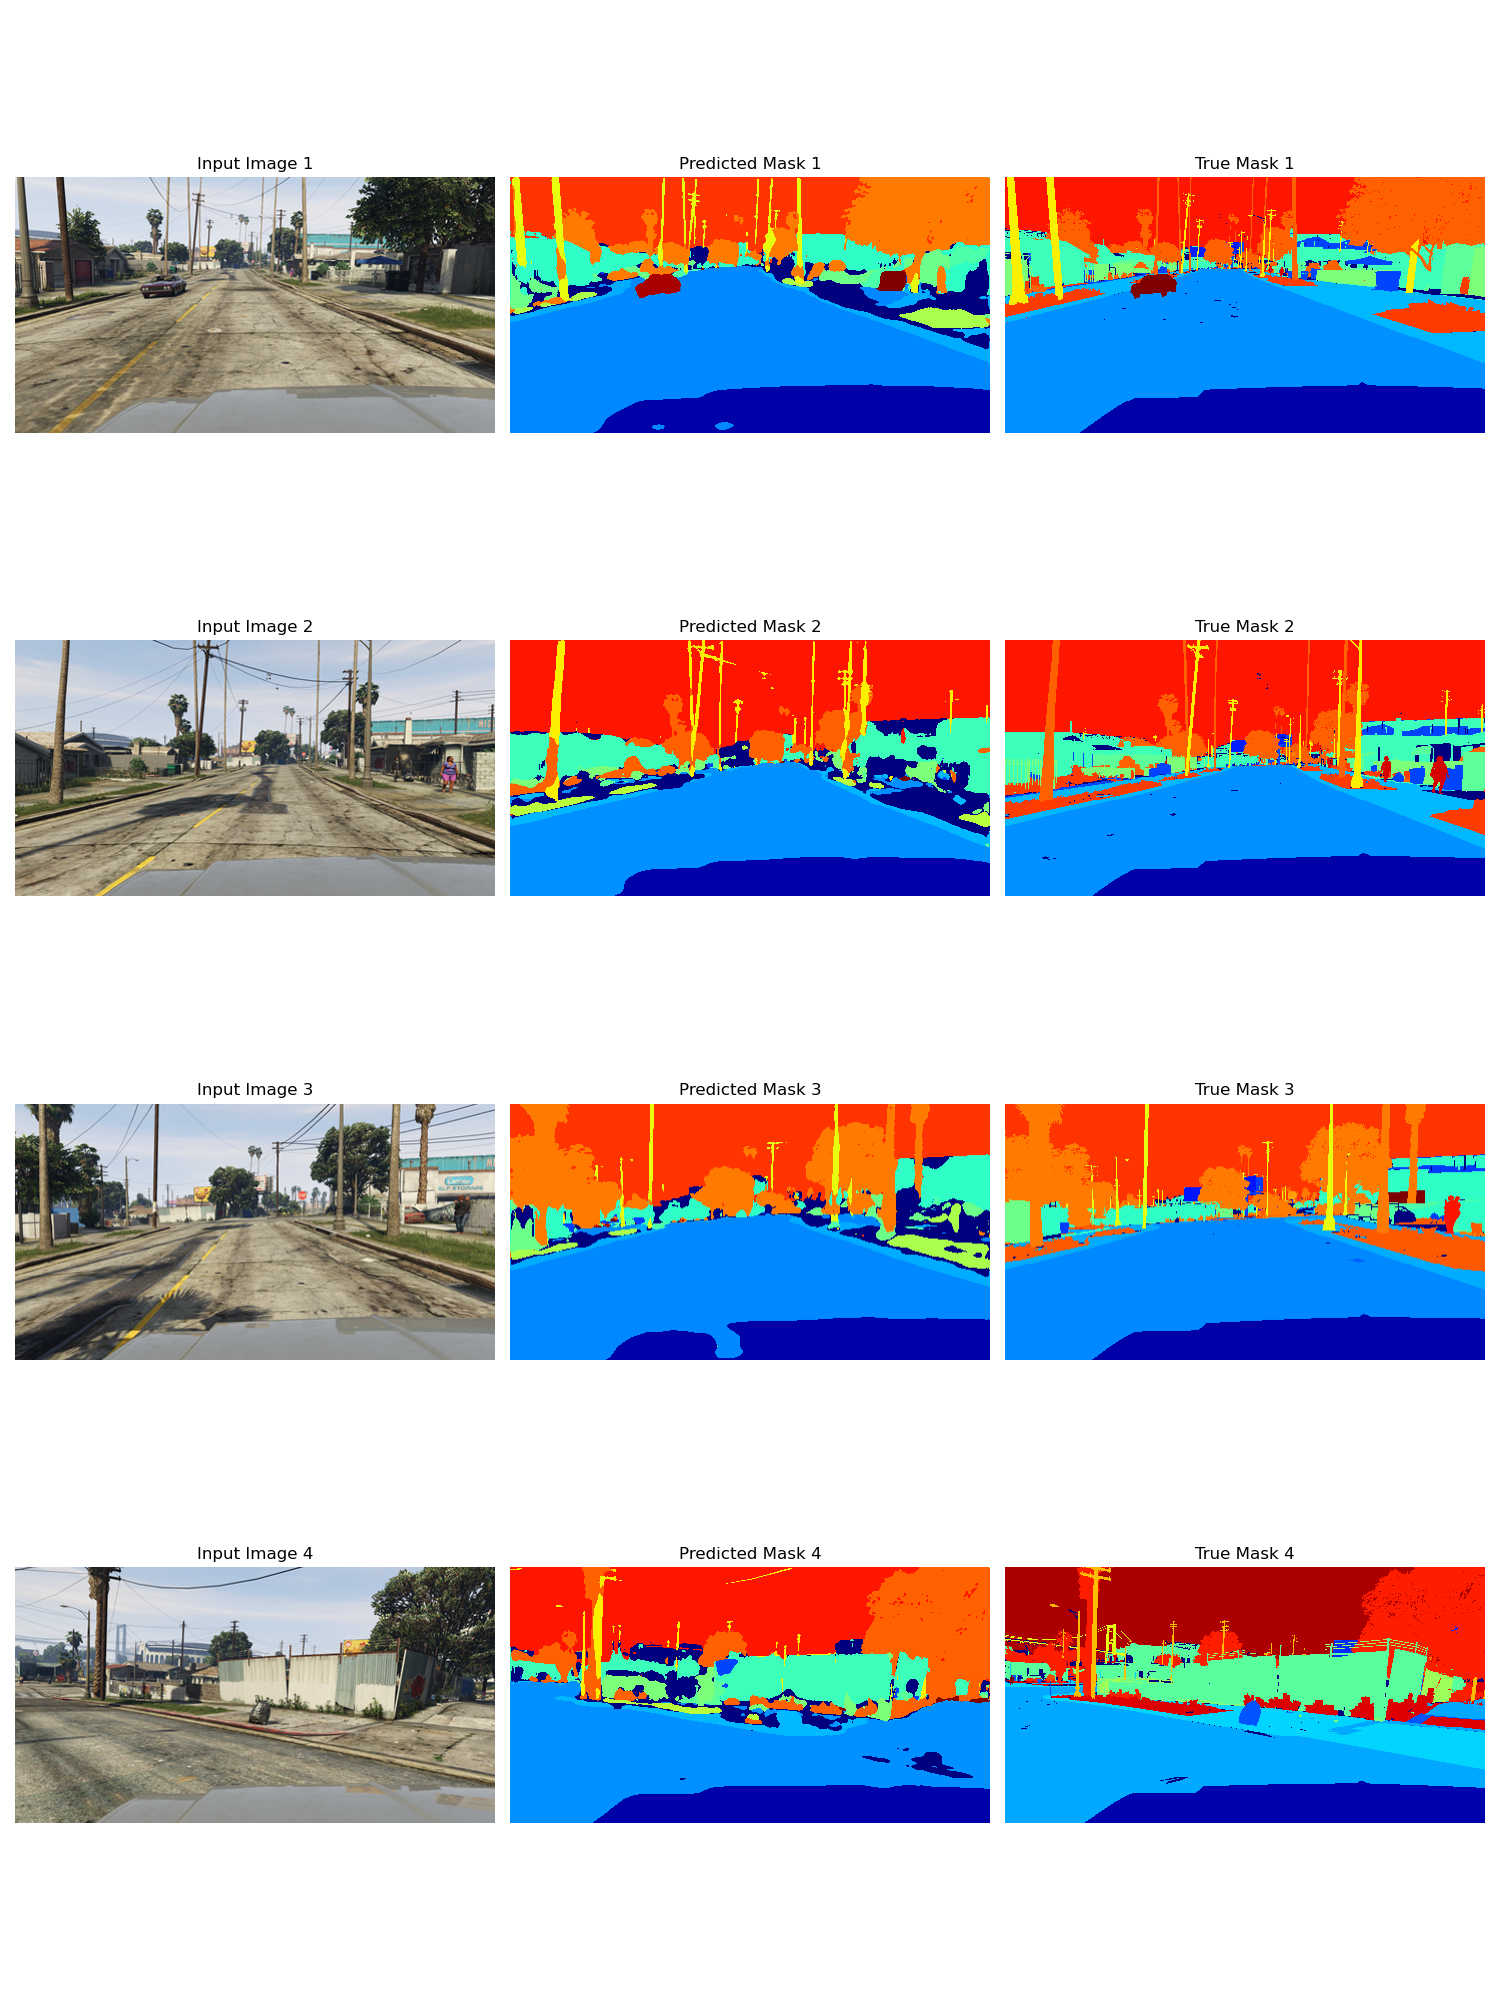 Input Image 1
Predicted Mask 1
True Mask 1
Input Image 2
Predicted Mask 2
True Mask 2
Input Image 3
Predicted Mask 3
True Mask 3
Input Image 4
Predicted Mask 4
True Mask 4